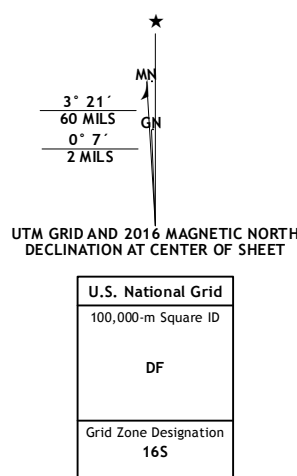 ★
MN
3° 21´
60 MILS
GN
0° 7´
2 MILS
UTM GRID AND 2016 MAGNETIC NORTH
DECLINATION AT CENTER OF SHEET
U.S. National Grid
100,000-m Square ID
DF
Grid Zone Designation
16S